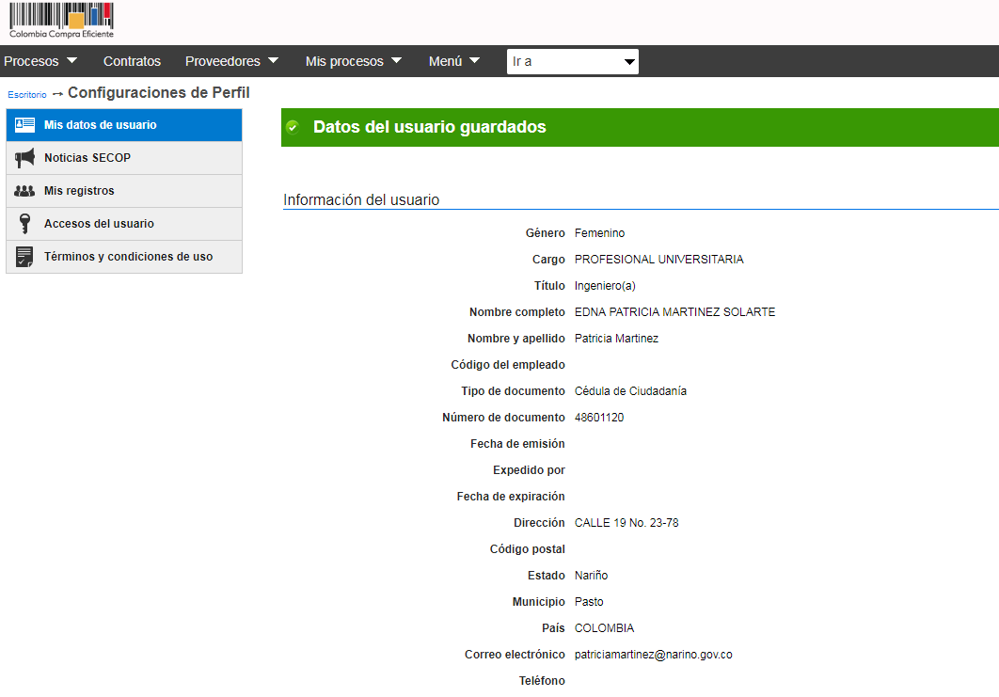 Colombia Compra Eficiente
Procesos Contratos Proveedores Mis procesos Menú Ir a
Escritorio → Configuraciones de Perfil
Mis datos de usuario
Noticias SECOP
Mis registros
Accesos del usuario
Términos y condiciones de uso
Datos del usuario guardados
Información del usuario
Género Femenino
Cargo PROFESIONAL UNIVERSITARIA
Título Ingeniero(a)
Nombre completo EDNA PATRICIA MARTINEZ SOLARTE
Nombre y apellido Patricia Martinez
Código del empleado
Tipo de documento Cédula de Ciudadanía
Número de documento 48601120
Fecha de emisión
Expedido por
Fecha de expiración
Dirección CALLE 19 No. 23-78
Código postal
Estado Nariño
Municipio Pasto
País COLOMBIA
Correo electrónico patriciamartinez@narino.gov.co
Teléfono